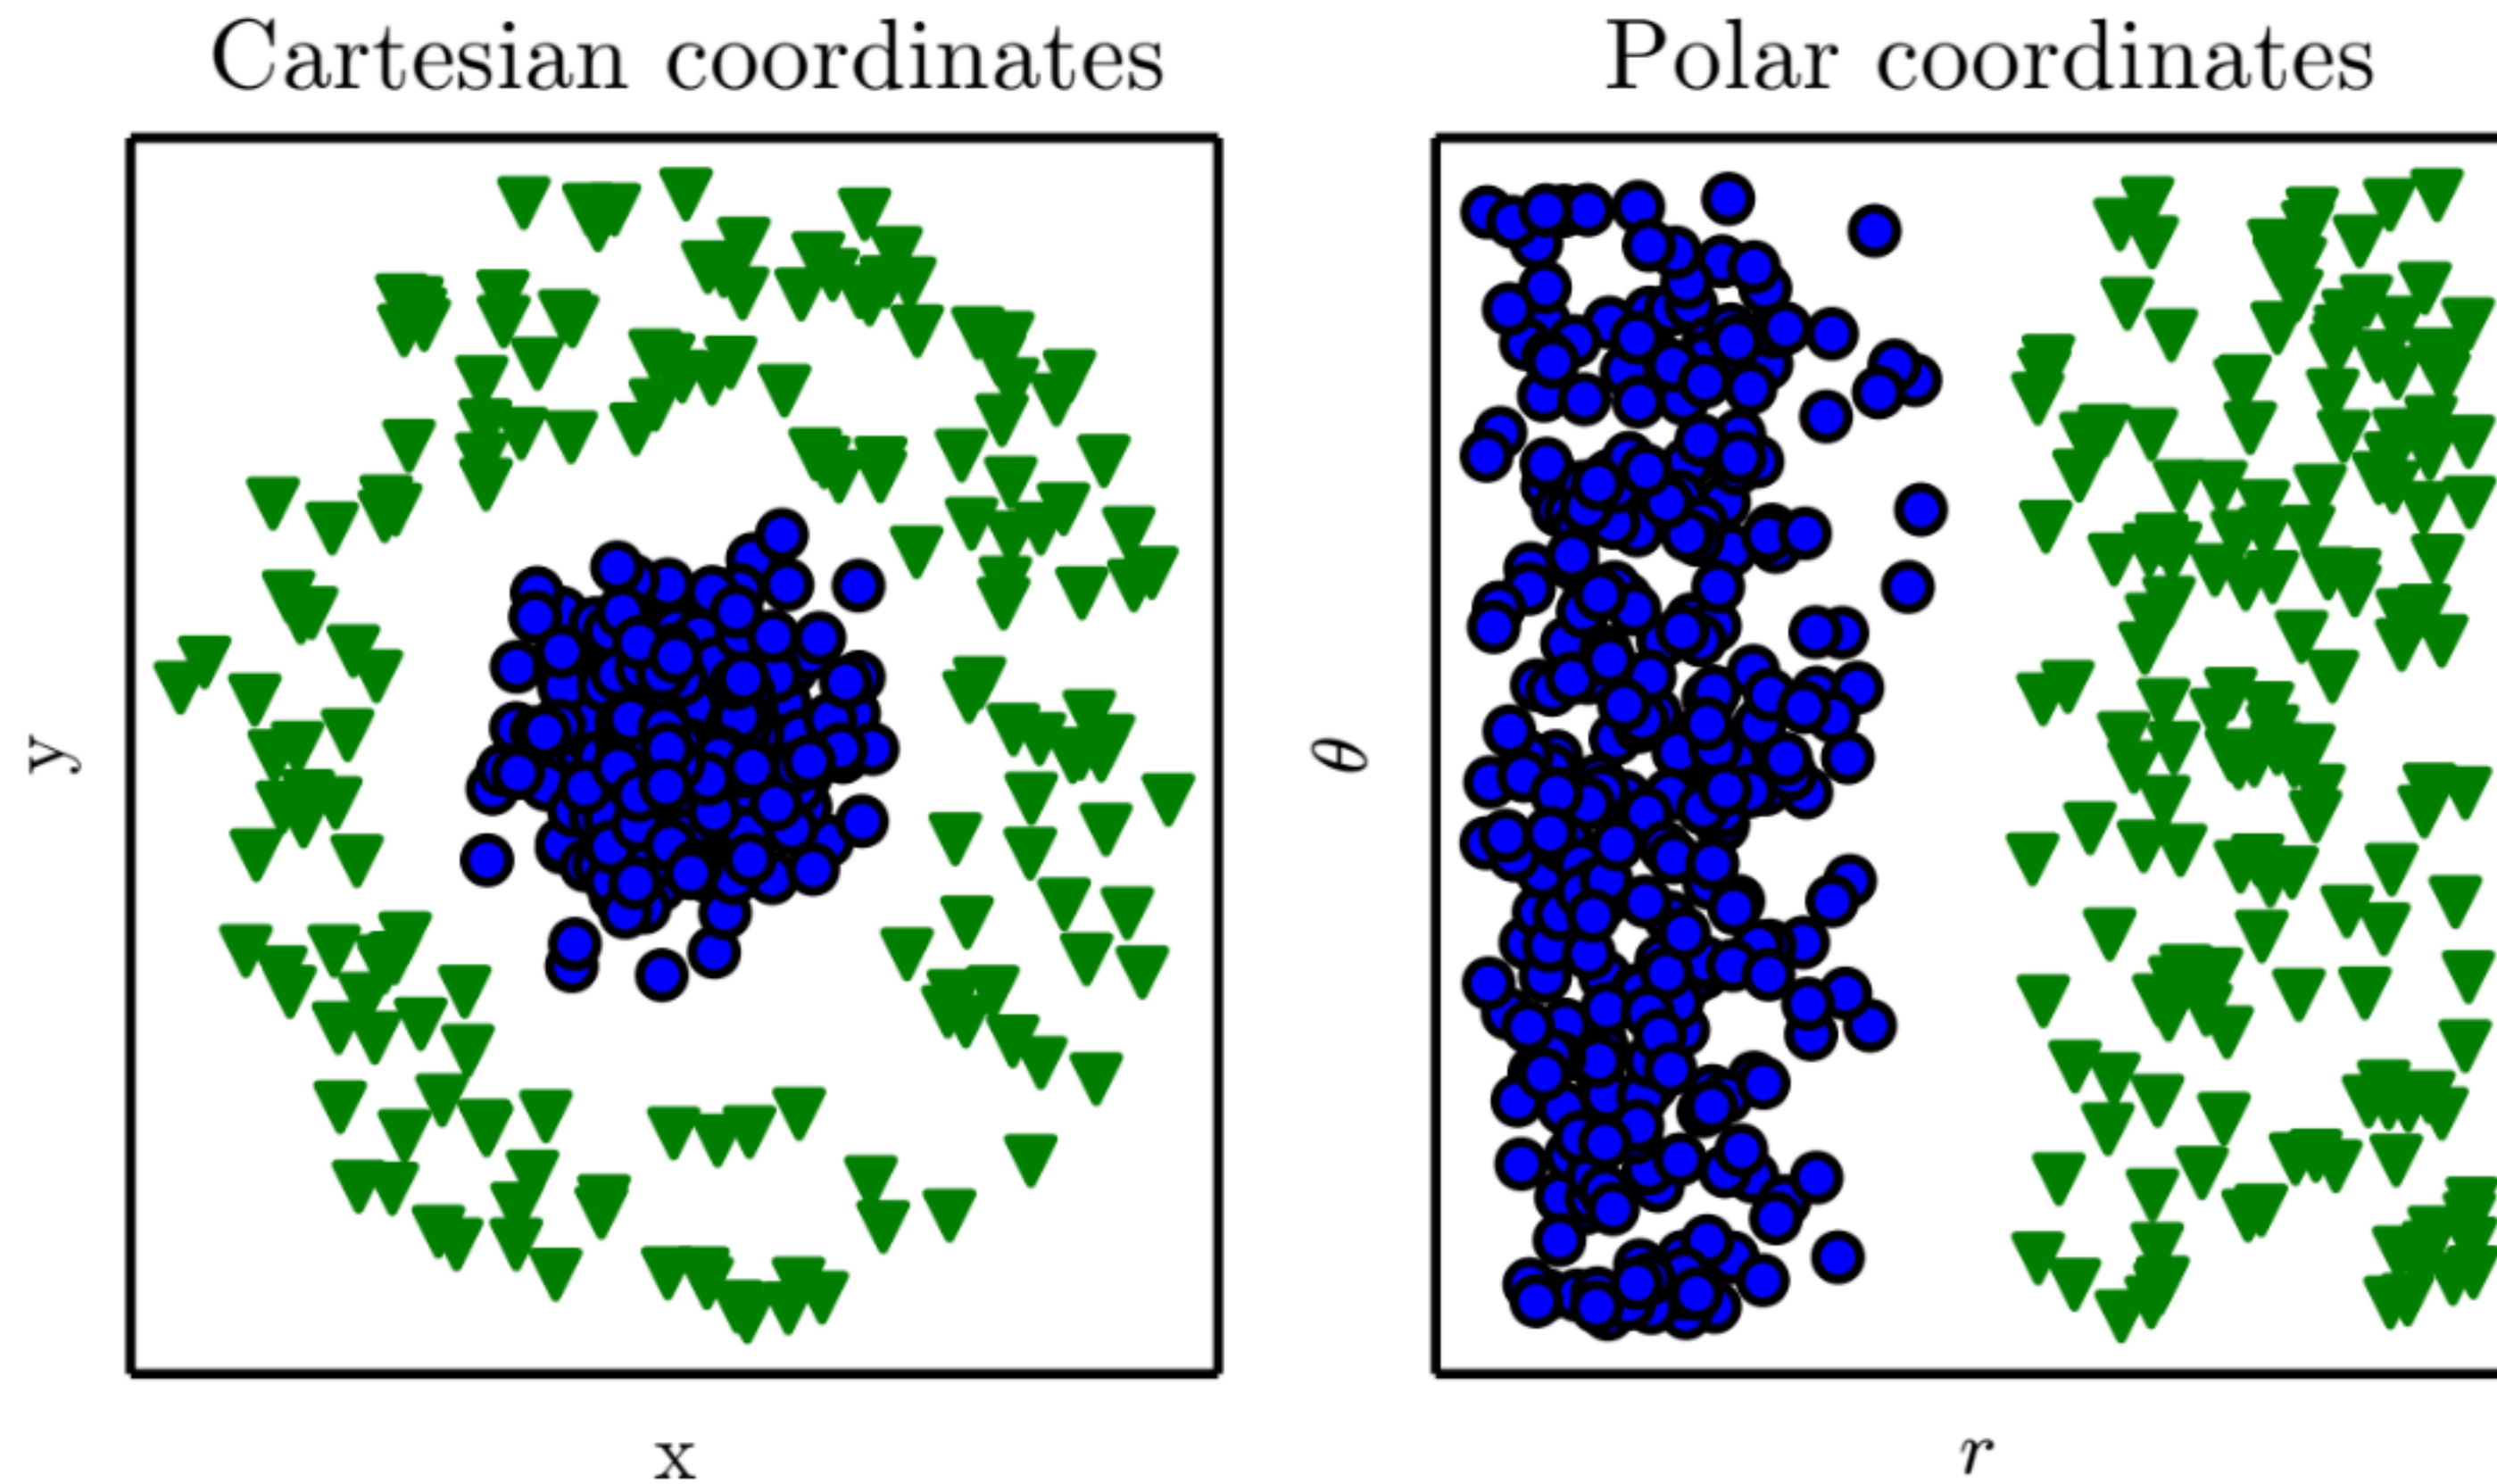 Cartesian coordinates
Polar coordinates
y
x
θ
r